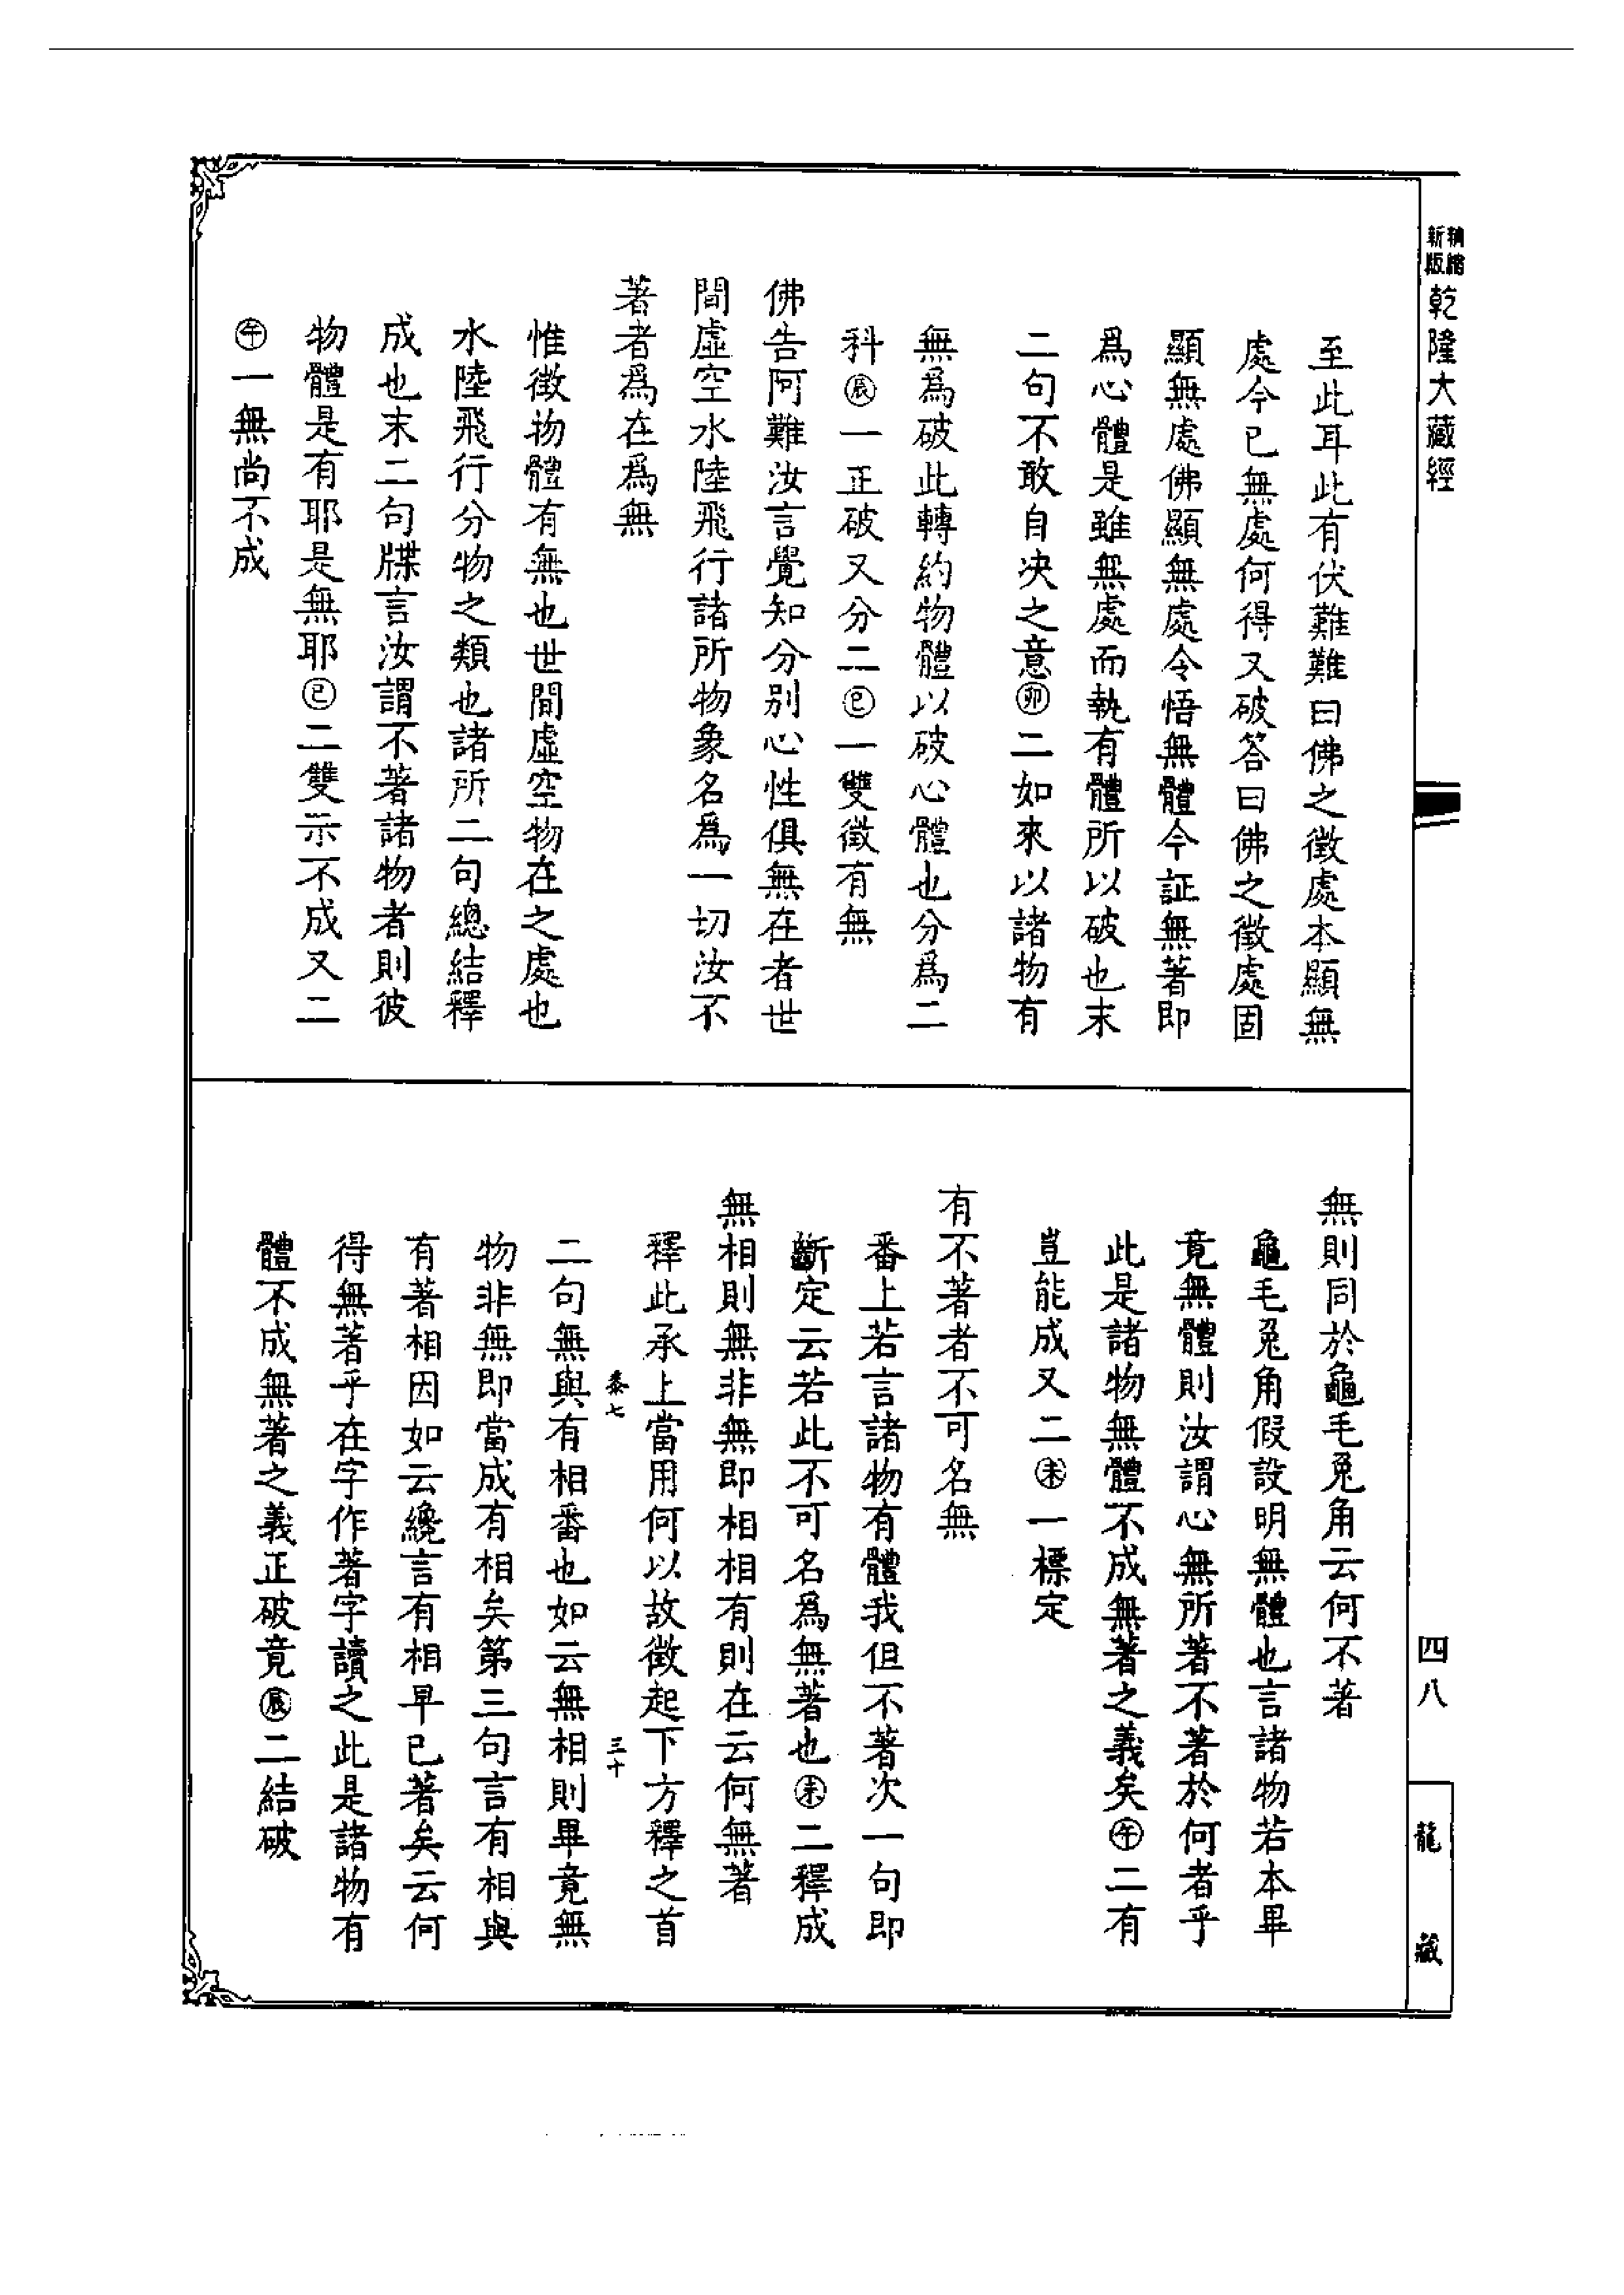 新版
精縮
乾隆大藏經
至此耳此有伏難難曰佛之徵處本顯無
處今已無處何得又破答曰佛之徵處固
顯無處佛顯無處令悟無體今証無著即
為心體是雖無處而執有體所以破也末
二句不敢自决之意㊞二如來以諸物有
無為破此轉約物體以破心體也分為二
科(辰)一正破又分二(巳)一雙徵有無
佛告阿難汝言覺知分別心性俱無在者世
間虛空水陸飛行諸所物象名為一切汝不
著者為在為無
惟徵物體有無也世間虛空物在之處也
水陸飛行分物之類也諸所二句總結釋
成也末二句牒言汝謂不著諸物者則彼
物體是有耶是無耶(巳)二雙示不成又二
(午)一無尚不成
無則同於龜毛兔角云何不著
龜毛兔角假設明無體也言諸物若本畢
竟無體則汝謂心無所著不著於何者乎
此是諸物無體不成無著之義矣(午)二有
豈能成又二(未)一標定
有不著者不可名無
番上若言諸物有體我但不著次一句即
斷定云若此不可名為無著也(未)二釋成
無相則無非無即相相有則在云何無著
釋此承上當用何以故徵起下方釋之首
二句無與有相番也如云無相則畢竟無
物非無即當成有相矣第三句言有相與
有著相因如云纔言有相早已著矣云何
得無著乎在字作著字讀之此是諸物有
體不成無著之義正破竟(辰)二結破
泰七
三十
四八
龍藏